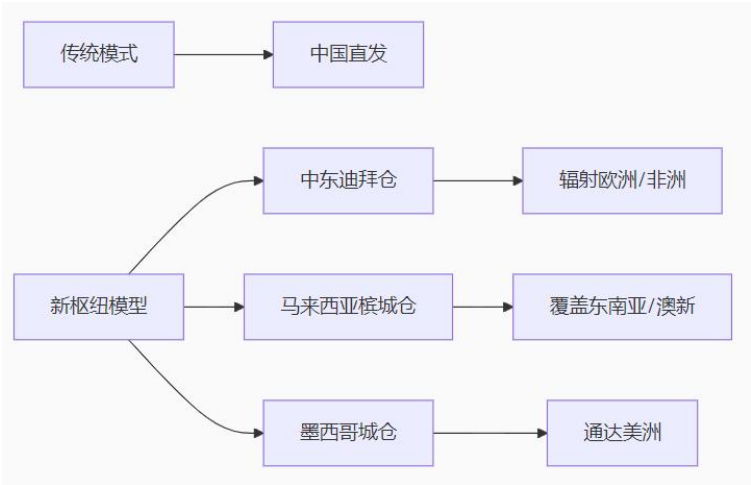 传统模式
中国直发
中东迪拜仓
辐射欧洲/非洲
新枢纽模型
马来西亚槟城仓
覆盖东南亚/澳新
墨西哥城仓
通达美洲